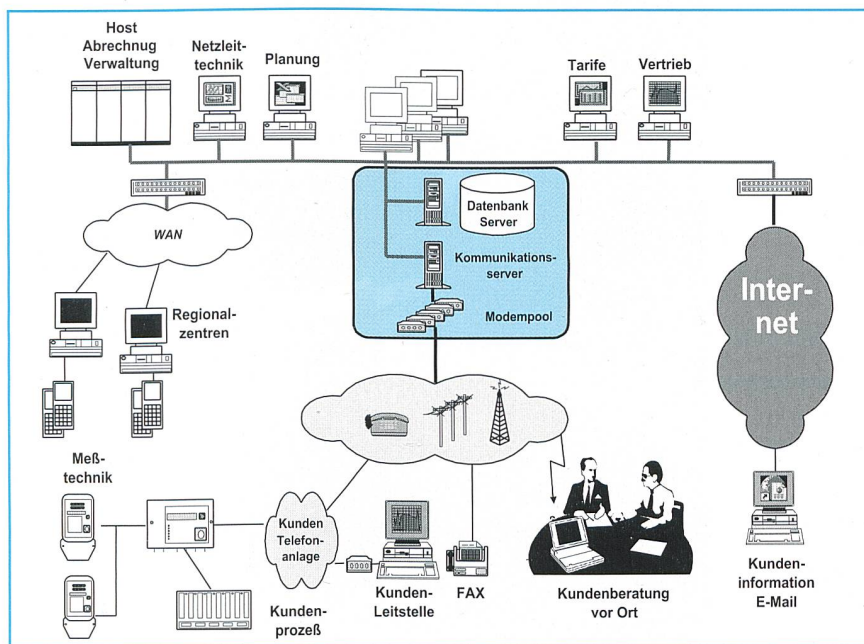 Host
Abrechnug
Verwaltung
Netzleit-
technik
Planung
Tarife
Vertrieb
Datenbank
Server
WAN
Kommunikations-
server
Modempool
Regional-
zentren
Inter-
net
Meß-
technik
Kunden
Telefon-
anlage
Kunden-
prozeß
Kunden-
Leitstelle
FAX
Kundenberatung
vor Ort
Kunden-
information
E-Mail